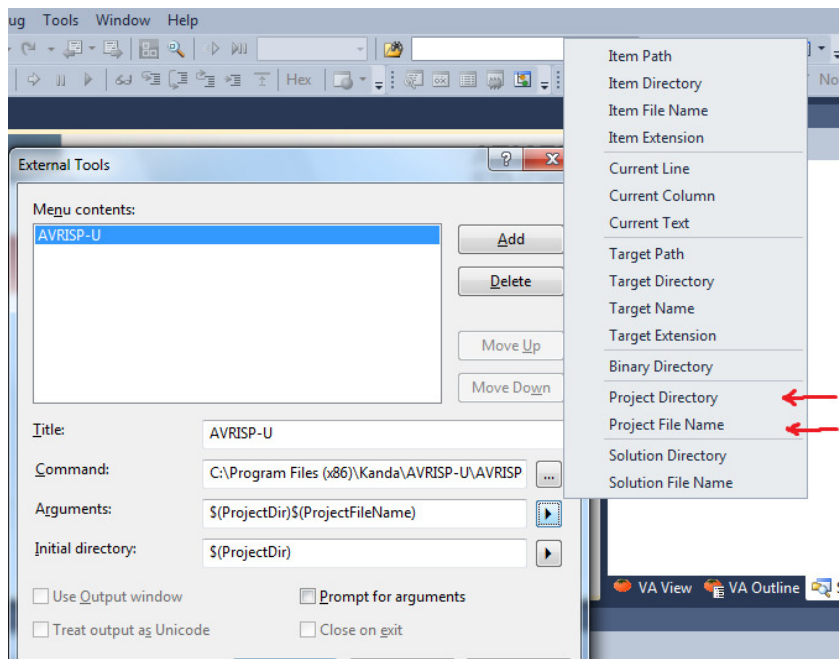 ug Tools Window Help
Hex
No
External Tools
Menu contents:
AVRISP-U
Add
Delete
Move Up
Move Down
Title:
AVRISP-U
Command:
C:\Program Files (x86)\Kanda\AVRISP-U\AVRISP
...
Arguments:
$(ProjectDir)$(ProjectFileName)
Initial directory:
$(ProjectDir)
Use Output window
Prompt for arguments
Treat output as Unicode
Close on exit
Item Path
Item Directory
Item File Name
Item Extension
Current Line
Current Column
Current Text
Target Path
Target Directory
Target Name
Target Extension
Binary Directory
Project Directory
Project File Name
Solution Directory
Solution File Name
VA View VA Outline